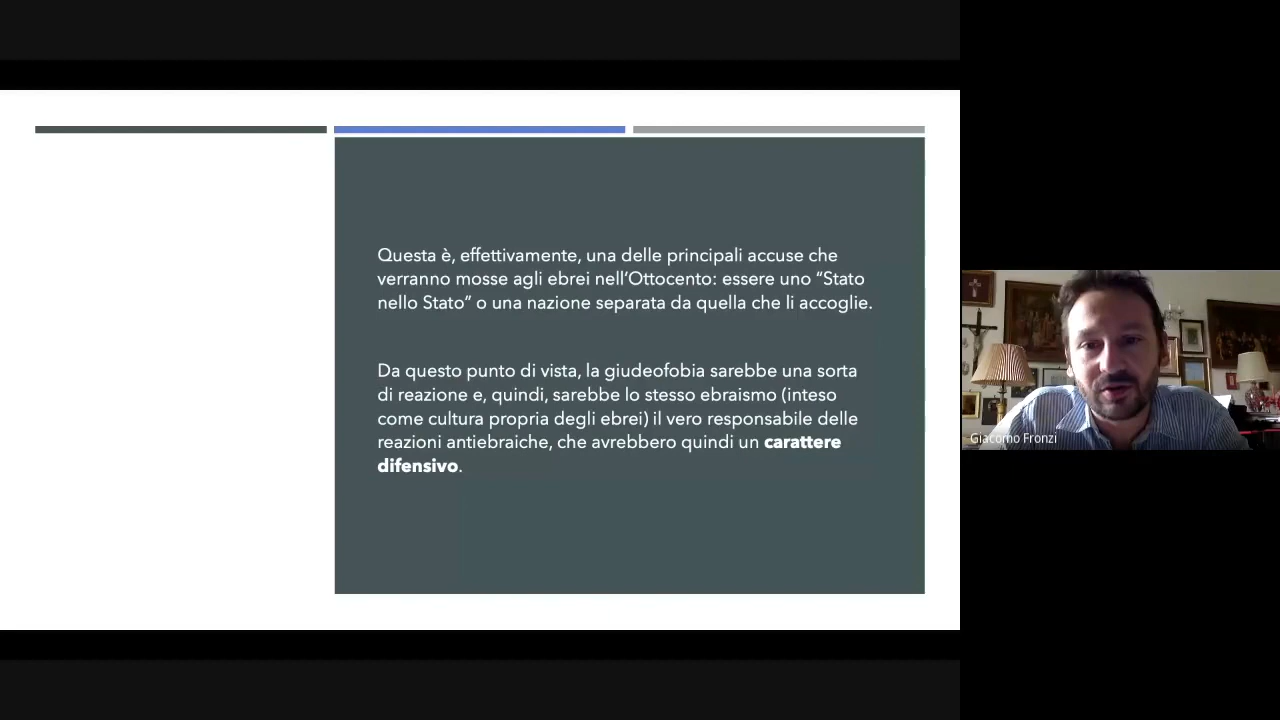 Questa è, effettivamente, una delle principali accuse che
verranno mosse agli ebrei nell’Ottocento: essere uno “Stato
nello Stato” o una nazione separata da quella che li accoglie.
Da questo punto di vista, la giudeofobia sarebbe una sorta
di reazione e, quindi, sarebbe lo stesso ebraismo (inteso
come cultura propria degli ebrei) il vero responsabile delle
reazioni antiebraiche, che avrebbero quindi un carattere
difensivo.
Giacomo Fronzi